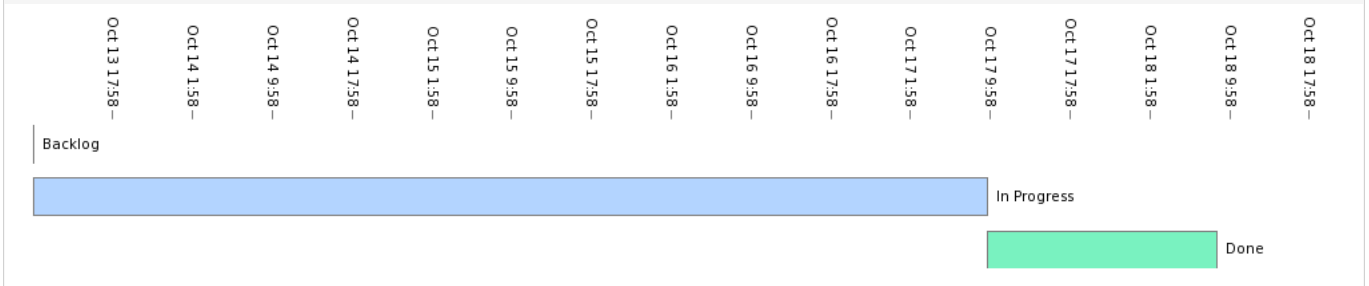 Oct 13 17:58
Oct 14 1:58
Oct 14 9:58
Oct 14 17:58
Oct 15 1:58
Oct 15 9:58
Oct 15 17:58
Oct 16 1:58
Oct 16 9:58
Oct 16 17:58
Oct 17 1:58
Oct 17 9:58
Oct 17 17:58
Oct 18 1:58
Oct 18 9:58
Oct 18 17:58
Backlog
In Progress
Done